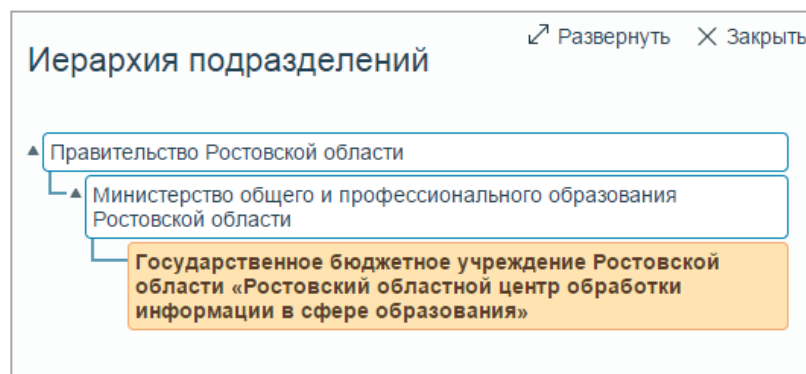 Развернуть Закрыть
Иерархия подразделений
Правительство Ростовской области
Министерство общего и профессионального образования
Ростовской области
Государственное бюджетное учреждение Ростовской
области «Ростовский областной центр обработки
информации в сфере образования»